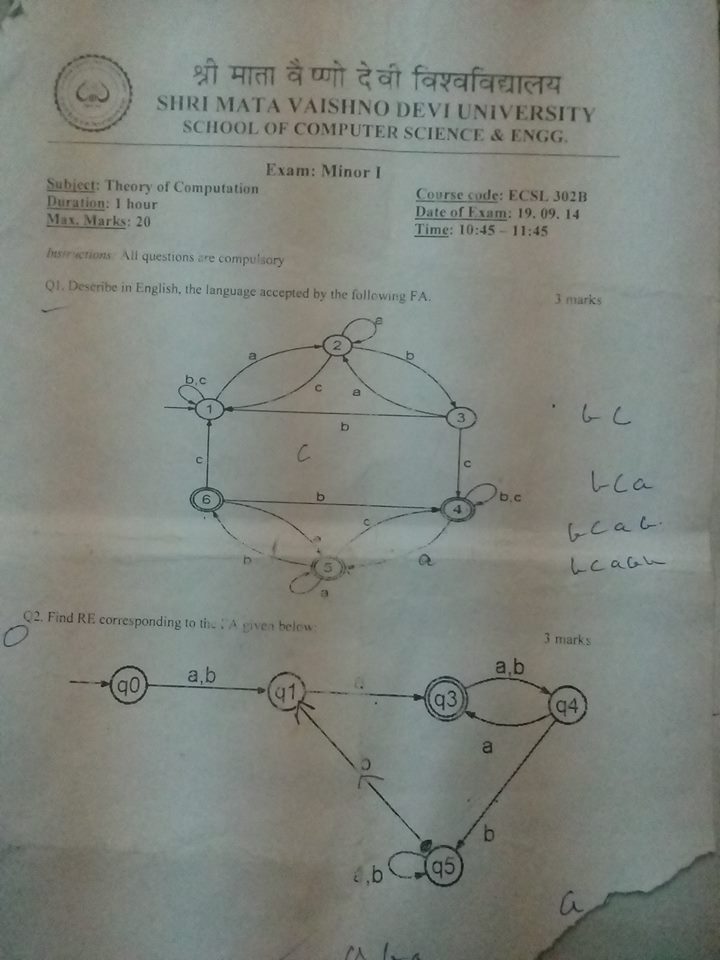 श्री माता वैष्णो देवी विश्वविद्यालय
SHRI MATA VAISHNO DEVI UNIVERSITY
SCHOOL OF COMPUTER SCIENCE & ENGG.
Exam: Minor I
Subject: Theory of Computation
Duration: 1 hour
Max. Marks: 20
Course code: ECSL 302B
Date of Exam: 19. 09. 14
Time: 10:45 – 11:45
Instructions: All questions are compulsory
Q1. Describe in English, the language accepted by the following FA. 3 marks
a
2
a
b
b,c
c
a
1
3
b
b c
c
c
c
b c a
6
b
4
b,c
b c a b
c
b
5
a
a
Q2. Find RE corresponding to the FA given below: 3 marks
a,b
q0
a,b
q1
q3
q4
a
b
b
a,b
q5
a